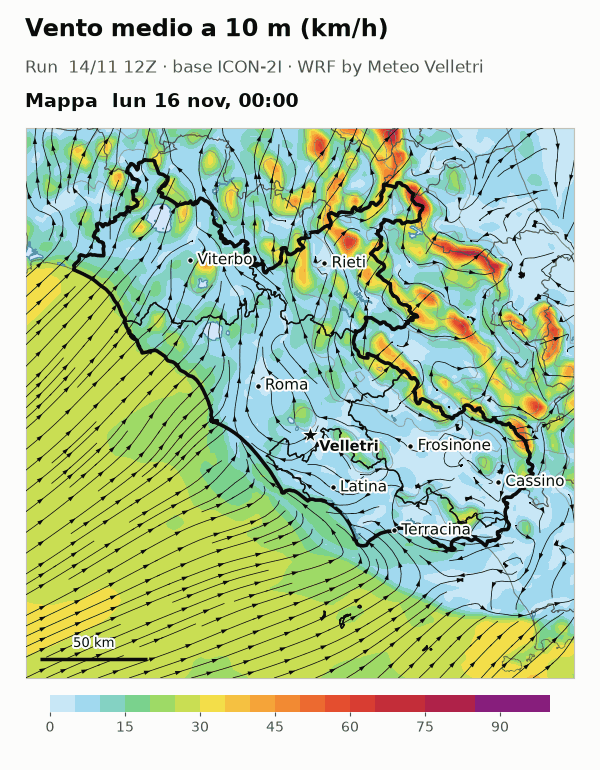 Vento medio a 10 m (km/h)
Run  14/11 12Z · base ICON-2I · WRF by Meteo Velletri
Mappa  lun 16 nov, 00:00
Viterbo
Rieti
Roma
Velletri
Frosinone
Latina
Cassino
Terracina
50 km
0 15 30 45 60 75 90